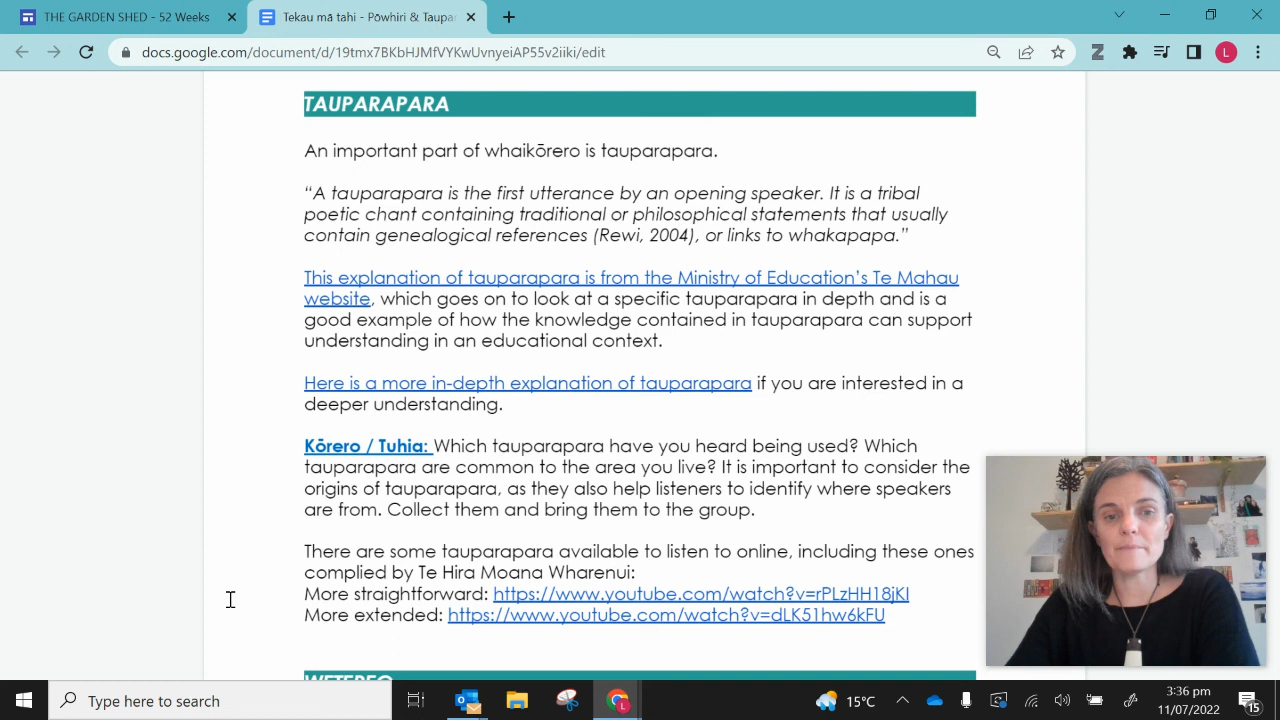 THE GARDEN SHED - 52 Weeks
Tekau mā tahi - Pōwhiri & Taupar
docs.google.com/document/d/19tmx7BKbHJMfVYKwUvnyeiAP55v2iiki/edit
L
TAUPARAPARA
An important part of whaikōrero is tauparapara.
“A tauparapara is the first utterance by an opening speaker. It is a tribal
poetic chant containing traditional or philosophical statements that usually
contain genealogical references (Rewi, 2004), or links to whakapapa.”
This explanation of tauparapara is from the Ministry of Education’s Te Mahau
website, which goes on to look at a specific tauparapara in depth and is a
good example of how the knowledge contained in tauparapara can support
understanding in an educational context.
Here is a more in-depth explanation of tauparapara if you are interested in a
deeper understanding.
Kōrero / Tuhia: Which tauparapara have you heard being used? Which
tauparapara are common to the area you live? It is important to consider the
origins of tauparapara, as they also help listeners to identify where speakers
are from. Collect them and bring them to the group.
There are some tauparapara available to listen to online, including these ones
complied by Te Hira Moana Wharenui:
More straightforward: https://www.youtube.com/watch?v=rPLzHH18jKI
More extended: https://www.youtube.com/watch?v=dLK51hw6kFU
WETEREO
Type here to search
L
15°C
3:36 pm
11/07/2022
15